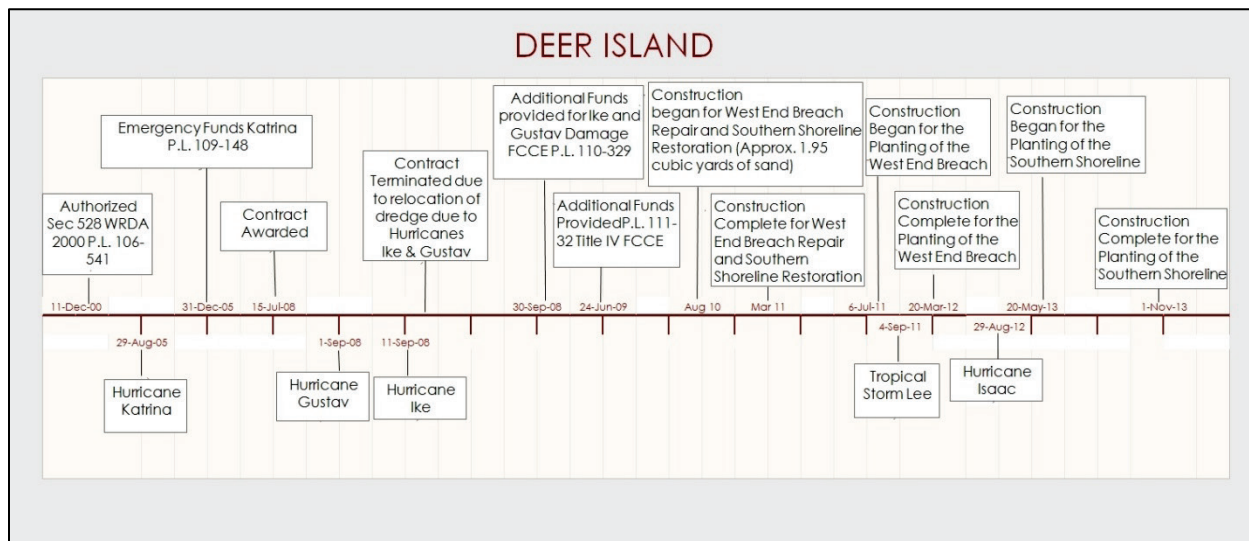 DEER ISLAND
Authorized
Sec 528 WRDA
2000 P.L. 106-
541
Emergency Funds Katrina
P.L. 109-148
Contract
Awarded
Contract
Terminated due
to relocation of
dredge due to
Hurricanes
Ike & Gustav
Additional Funds
provided for Ike and
Gustav Damage
FCCE P.L. 110-329
Additional Funds
ProvidedP.L. 111-
32 Title IV FCCE
Construction
began for West End Breach
Repair and Southern Shoreline
Restoration (Approx. 1.95
cubic yards of sand)
Construction
Complete for West
End Breach Repair
and Southern
Shoreline Restoration
Construction
Began for the
Planting of the
West End Breach
Construction
Complete for the
Planting of the
West End Breach
Construction
Began for the
Planting of the
Southern Shoreline
Construction
Complete for the
Planting of the
Southern Shoreline
11-Dec-00
31-Dec-05
15-Jul-08
30-Sep-08
24-Jun-09
Aug 10
Mar 11
6-Jul-11
20-Mar-12
20-May-13
1-Nov-13
29-Aug-05
1-Sep-08
11-Sep-08
4-Sep-11
29-Aug-12
Hurricane
Katrina
Hurricane
Gustav
Hurricane
Ike
Tropical
Storm Lee
Hurricane
Isaac